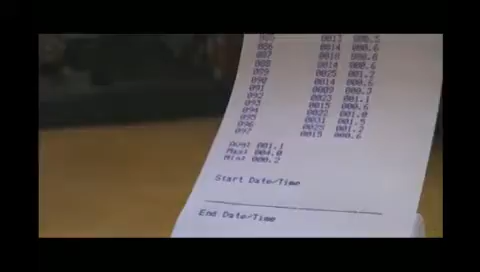 086 0014 000.6
087 0018
088 0014 000.6
089 0025 001.2
090 0014 000.6
091 0009 000.3
092 0023 001.1
093 0015 000.6
094 0022 001.0
095 0031 001.5
096 0025 001.2
097 0015 000.6
Avg: 001.1
Max: 004.0
Min: 000.2
Start Date/Time
End Date/Time